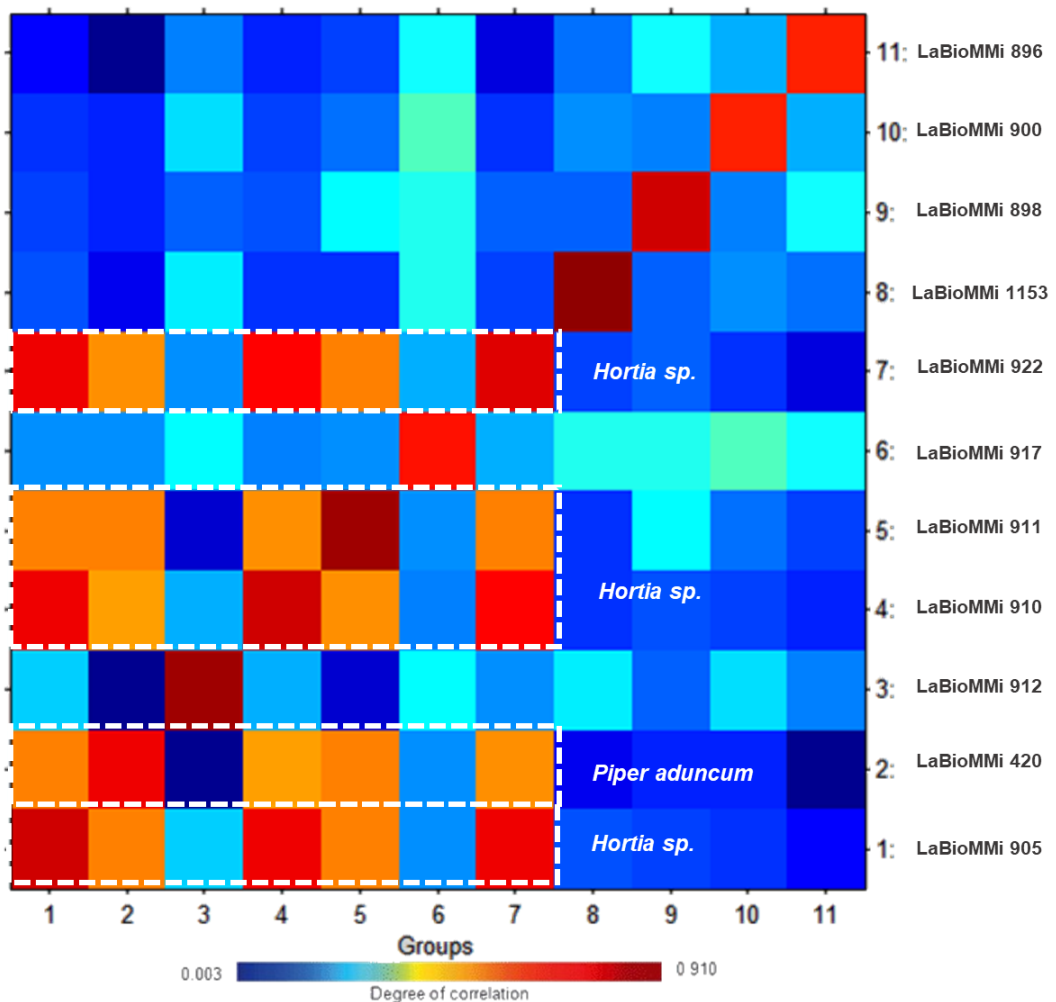 11: LaBioMMi 896
10: LaBioMMi 900
9: LaBioMMi 898
8: LaBioMMi 1153
Hortia sp. 7: LaBioMMi 922
6: LaBioMMi 917
5: LaBioMMi 911
Hortia sp. 4: LaBioMMi 910
3: LaBioMMi 912
Piper aduncum 2: LaBioMMi 420
Hortia sp. 1: LaBioMMi 905
1 2 3 4 5 6 7 8 9 10 11
Groups
0.003 0 910
Degree of correlation